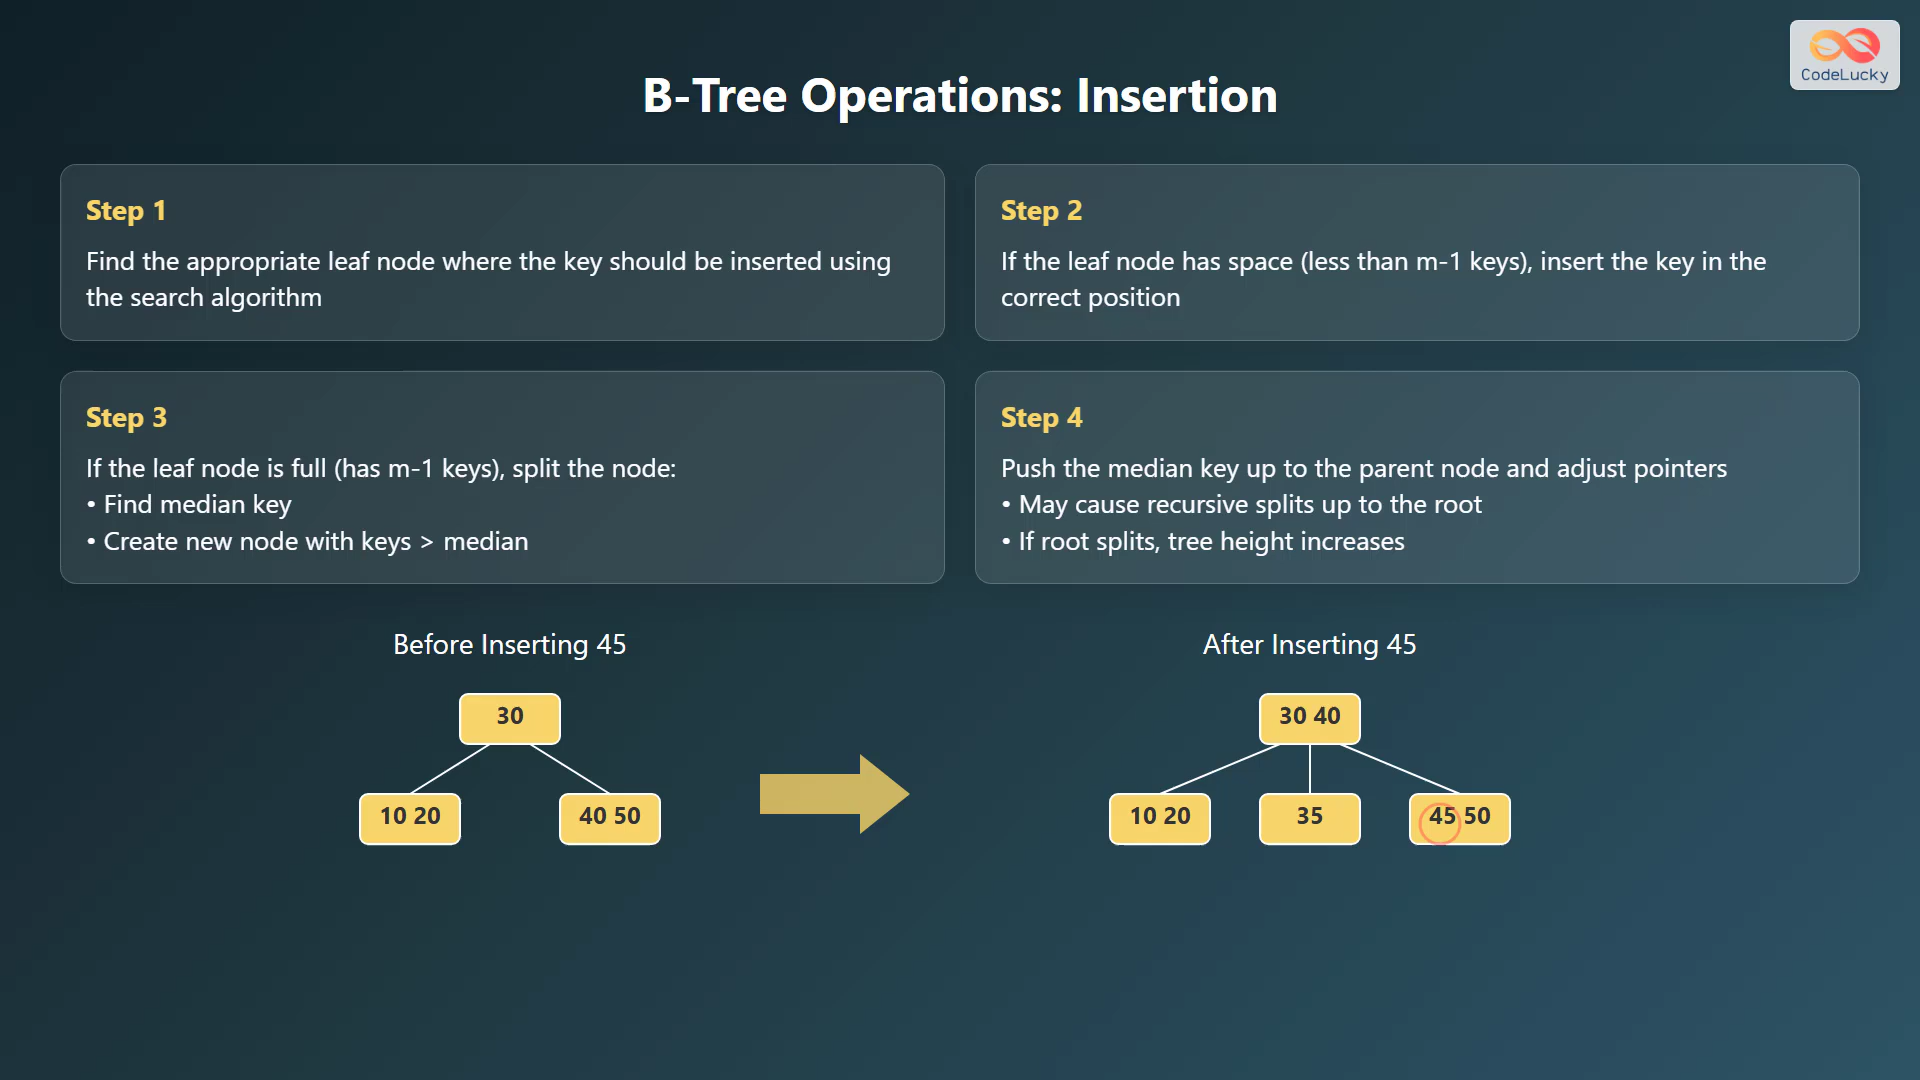 CodeLucky
B-Tree Operations: Insertion
Step 1
Find the appropriate leaf node where the key should be inserted using
the search algorithm
Step 2
If the leaf node has space (less than m-1 keys), insert the key in the
correct position
Step 3
If the leaf node is full (has m-1 keys), split the node:
• Find median key
• Create new node with keys > median
Step 4
Push the median key up to the parent node and adjust pointers
• May cause recursive splits up to the root
• If root splits, tree height increases
Before Inserting 45
30
10 20
40 50
After Inserting 45
30 40
10 20
35
45 50